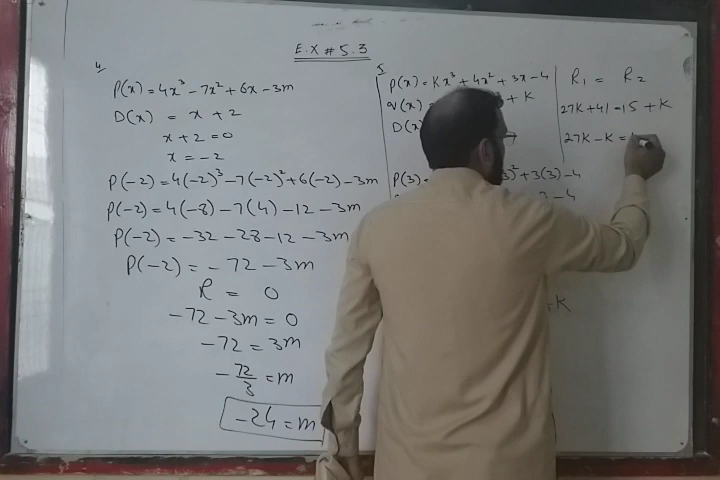 E.X # 5.3
4
P(x) = 4x³ - 7x² + 6x - 3m
D(x) = x + 2
x + 2 = 0
x = -2
P(-2) = 4(-2)³ - 7(-2)² + 6(-2) - 3m
P(-2) = 4(-8) - 7(4) - 12 - 3m
P(-2) = -32 - 28 - 12 - 3m
P(-2) = -72 - 3m
R = 0
-72 - 3m = 0
-72 = 3m
-72/3 = m
-24 = m
5
P(x) = Kx³ + 4x² + 3x - 4
+ K
D(x)
P(3) = 3)² + 3(3) - 4
- 4
+ K
R₁ = R₂
27K + 41 = 15 + K
27K - K =